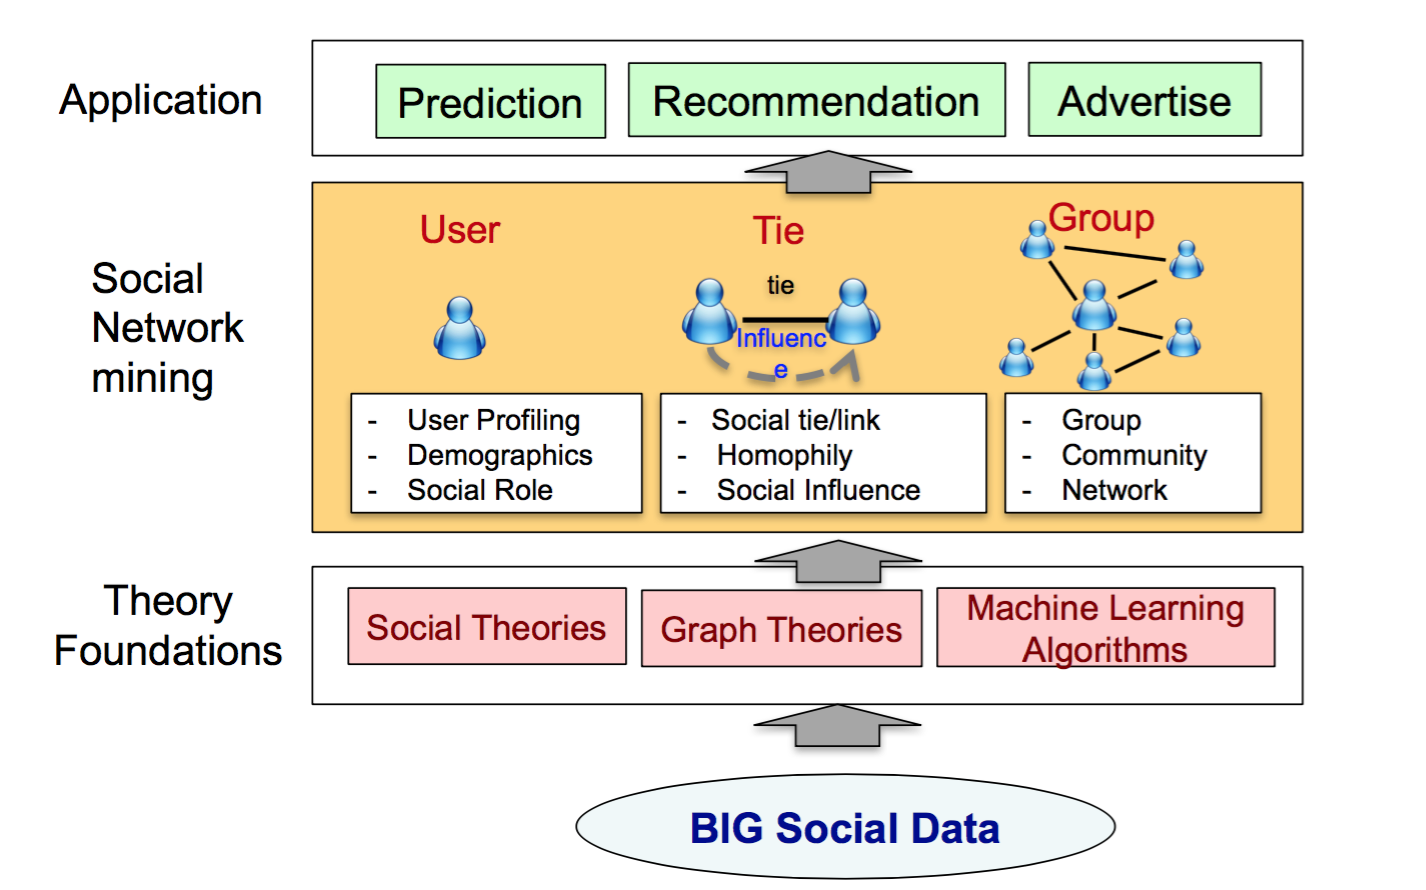 Application
Prediction
Recommendation
Advertise
Social
Network
mining
User
Tie
Group
tie
Influenc
e
- User Profiling
- Demographics
- Social Role
- Social tie/link
- Homophily
- Social Influence
- Group
- Community
- Network
Theory
Foundations
Social Theories
Graph Theories
Machine Learning
Algorithms
BIG Social Data